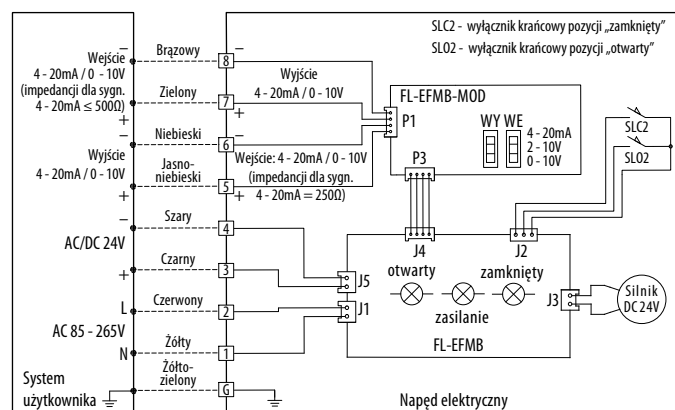 SLC2 - wyłącznik krańcowy pozycji „zamknięty”
SLO2 - wyłącznik krańcowy pozycji „otwarty”
−
Wejście
4 - 20mA / 0 - 10V
(impedancji dla sygn.
4 - 20mA ≤ 500Ω)
+
−
Wyjście
4 - 20mA / 0 - 10V
+
−
AC/DC 24V
+
L
AC 85 - 265V
N
System
użytkownika
Brązowy
Zielony
Niebieski
Jasno-
niebieski
Szary
Czarny
Czerwony
Żółty
Żółto-
zielony
8
7
6
5
4
3
2
1
G
−
Wyjście
4 - 20mA / 0 - 10V
+
−
Wejście: 4 - 20mA / 0 - 10V
(impedancji dla sygn.
4 - 20mA = 250Ω)
+
FL-EFMB-MOD
P1
WY WE
4 - 20mA
2 - 10V
0 - 10V
P3
SLC2
SLO2
J4
J2
otwarty
zamknięty
zasilanie
J5
J1
J3
Silnik
DC 24V
FL-EFMB
Napęd elektryczny